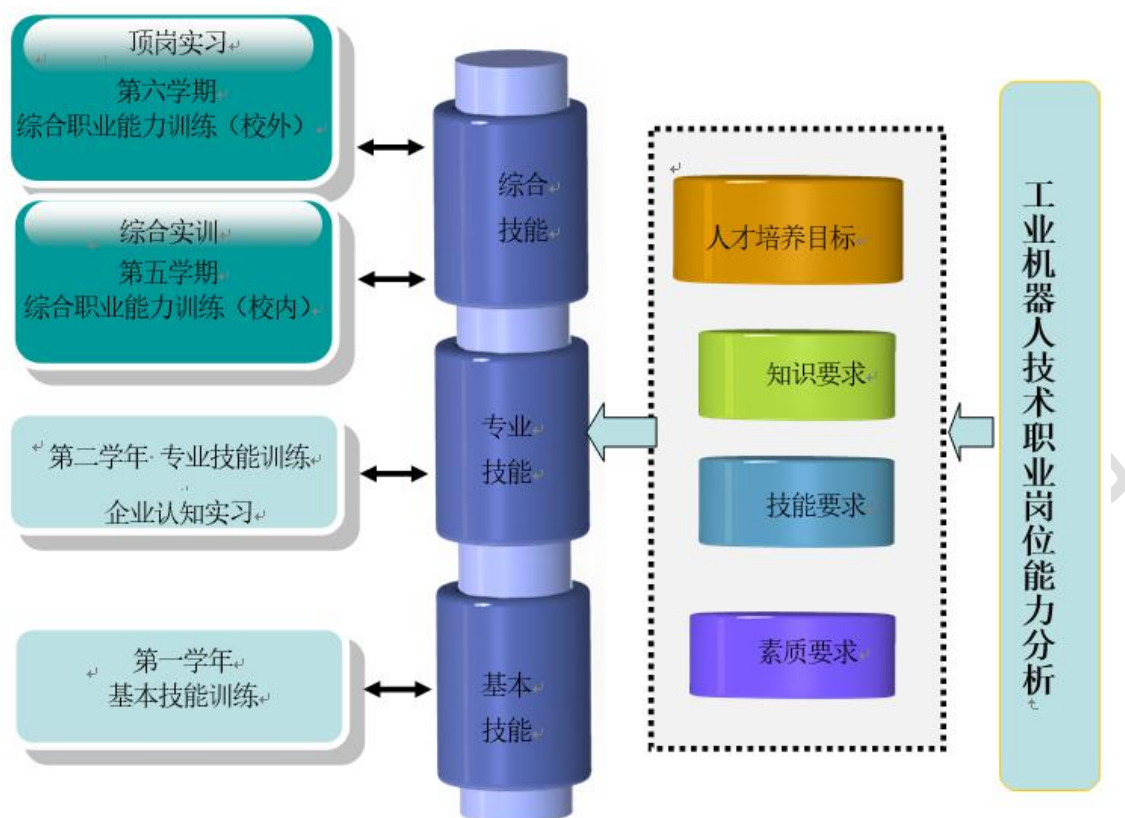 顶岗实习
第六学期
综合职业能力训练（校外）
综合实训
第五学期
综合职业能力训练（校内）
第二学年 专业技能训练
企业认知实习
第一学年
基本技能训练
综合
技能
专业
技能
基本
技能
人才培养目标
知识要求
技能要求
素质要求
工业机器人技术职业岗位能力分析